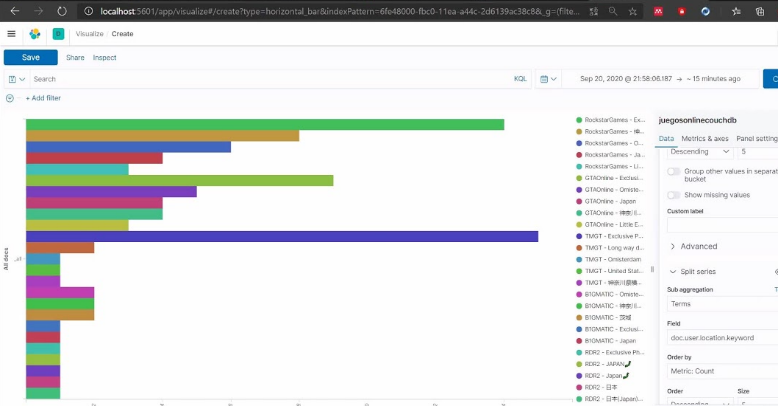 localhost:5601/app/visualize#/create?type=horizontal_bar&indexPattern=6fe48000-fbc0-11ea-a44c-2d6139ac38c8&_g=(filte...
D Visualize Create
Save Share Inspect
Search KQL Sep 20, 2020 @ 21:58:06.187 → ~ 15 minutes ago
+ Add filter
All docs
RockstarGames - Ex...
RockstarGames - 神...
RockstarGames - O...
RockstarGames - Ja...
RockstarGames - Li...
GTAOnline - Exclusi...
GTAOnline - Omiste...
GTAOnline - Japan
GTAOnline - 神奈川...
GTAOnline - Little E...
TMGT - Exclusive P...
TMGT - Long way d...
TMGT - Omisterdam
TMGT - United Stat...
TMGT - 神奈川県横...
B1GMATIC - Omiste...
B1GMATIC - 神奈川...
B1GMATIC - 茨城
B1GMATIC - Exclusi...
B1GMATIC - Japan
RDR2 - Exclusive Ph...
RDR2 - JAPAN
RDR2 - Japan
RDR2 - 日本
RDR2 - 日本(Japan)...
juegosonlinecouchdb
Data Metrics & axes Panel setting
Descending 5
Group other values in separat
bucket
Show missing values
Custom label
Advanced
Split series
Sub aggregation
Terms
Field
doc.user.location.keyword
Order by
Metric: Count
Order Size
Descending 5